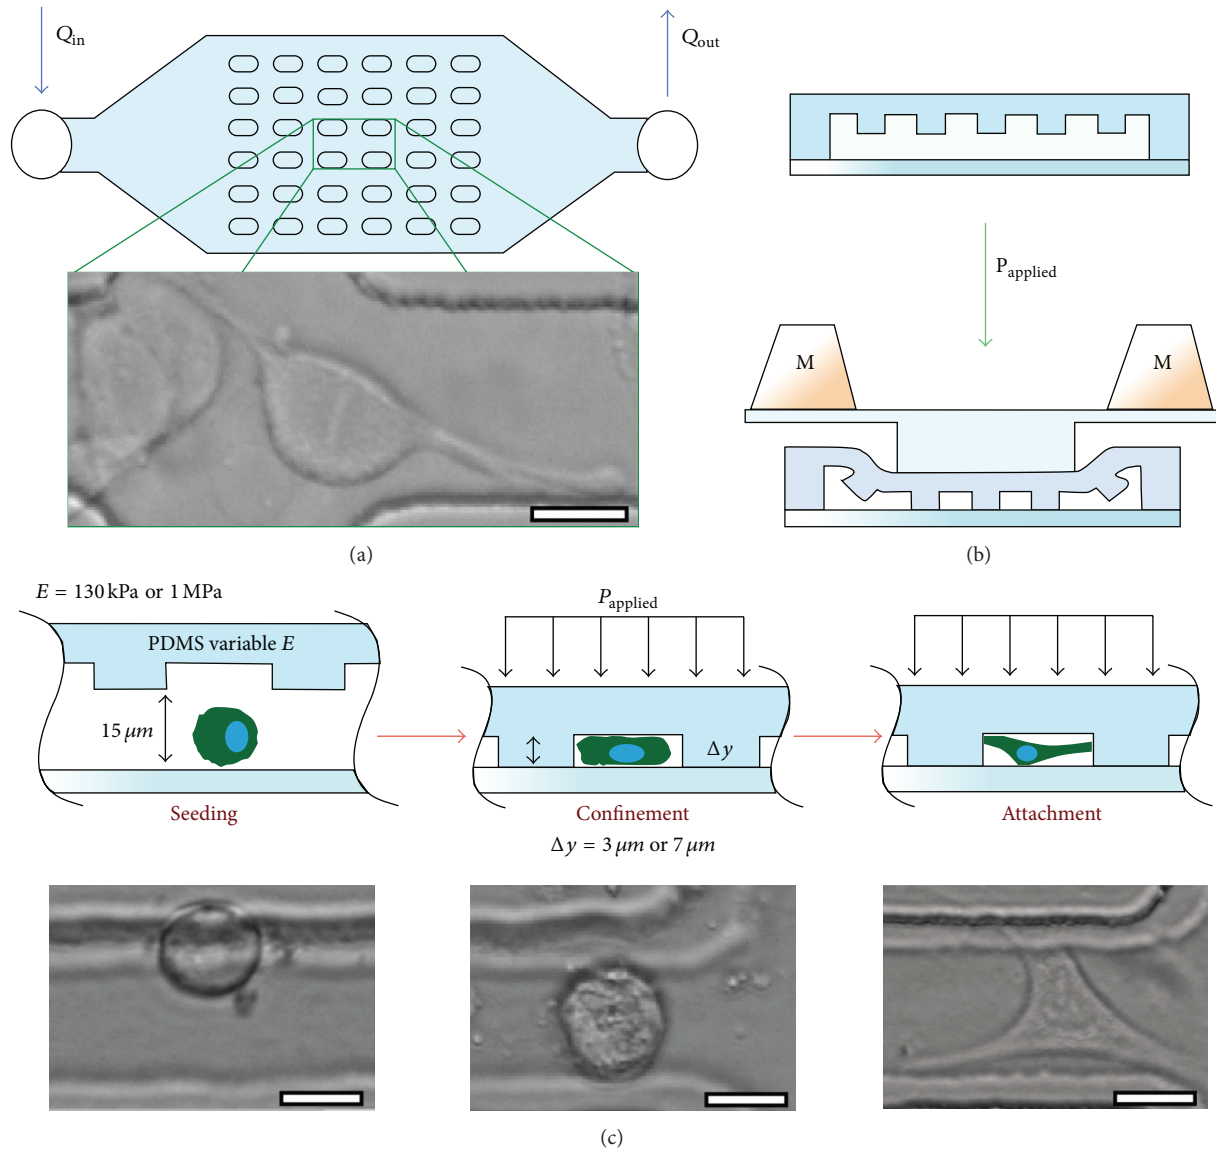 Q_in
Q_out
P_applied
M
M
(a)
(b)
E = 130 kPa or 1 MPa
P_applied
PDMS variable E
15 μm
Δy
Seeding
Confinement
Attachment
Δy = 3 μm or 7 μm
(c)